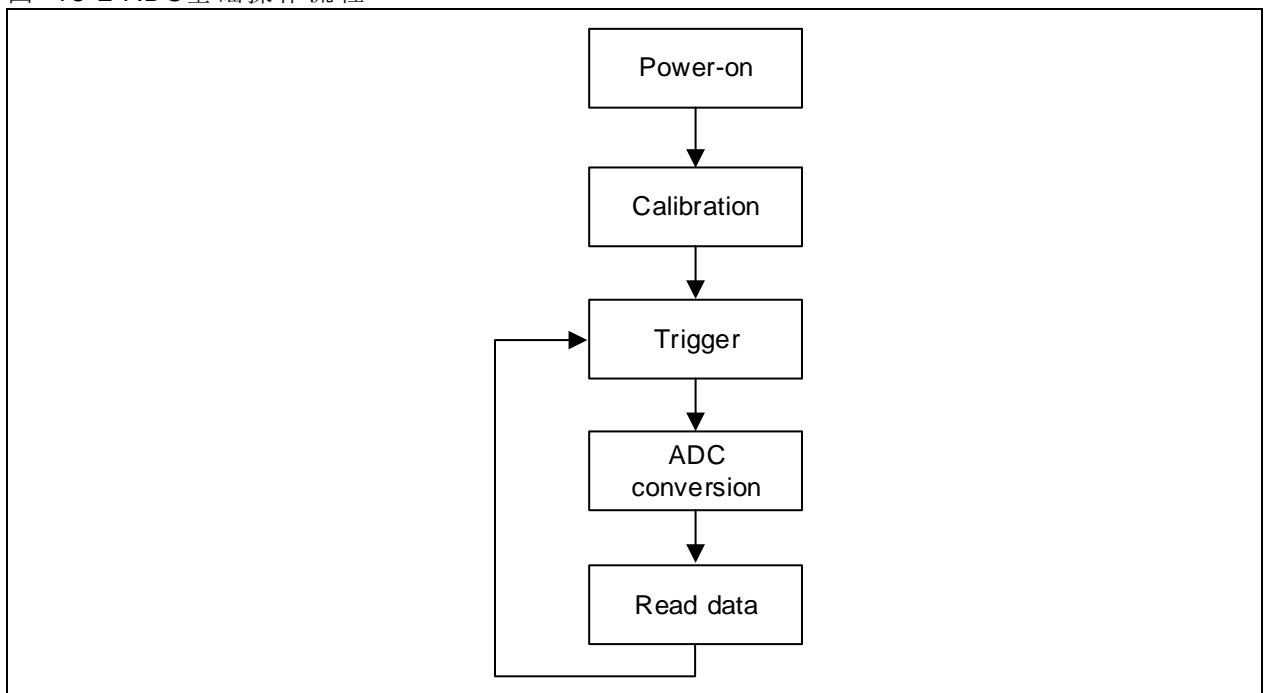 Power-on
Calibration
Trigger
ADC
conversion
Read data